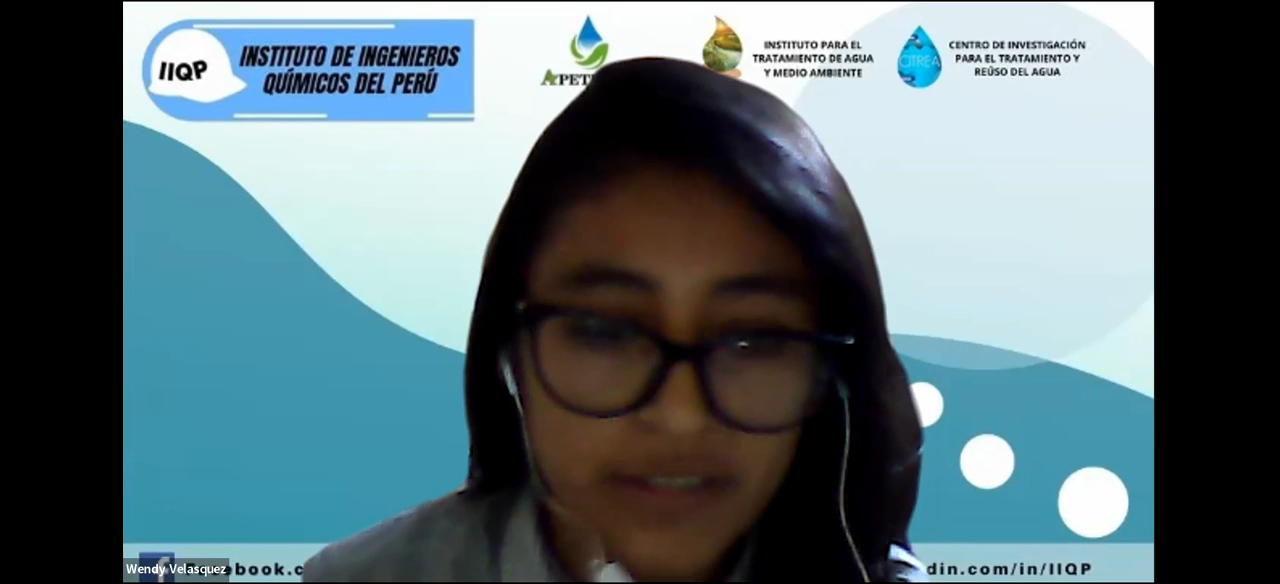 IIQP
INSTITUTO DE INGENIEROS
QUÍMICOS DEL PERÚ
INSTITUTO PARA EL
TRATAMIENTO DE AGUA
Y MEDIO AMBIENTE
CITREA
CENTRO DE INVESTIGACIÓN
PARA EL TRATAMIENTO Y
REÚSO DEL AGUA
Wendy Velasquez
din.com/in/IIQP